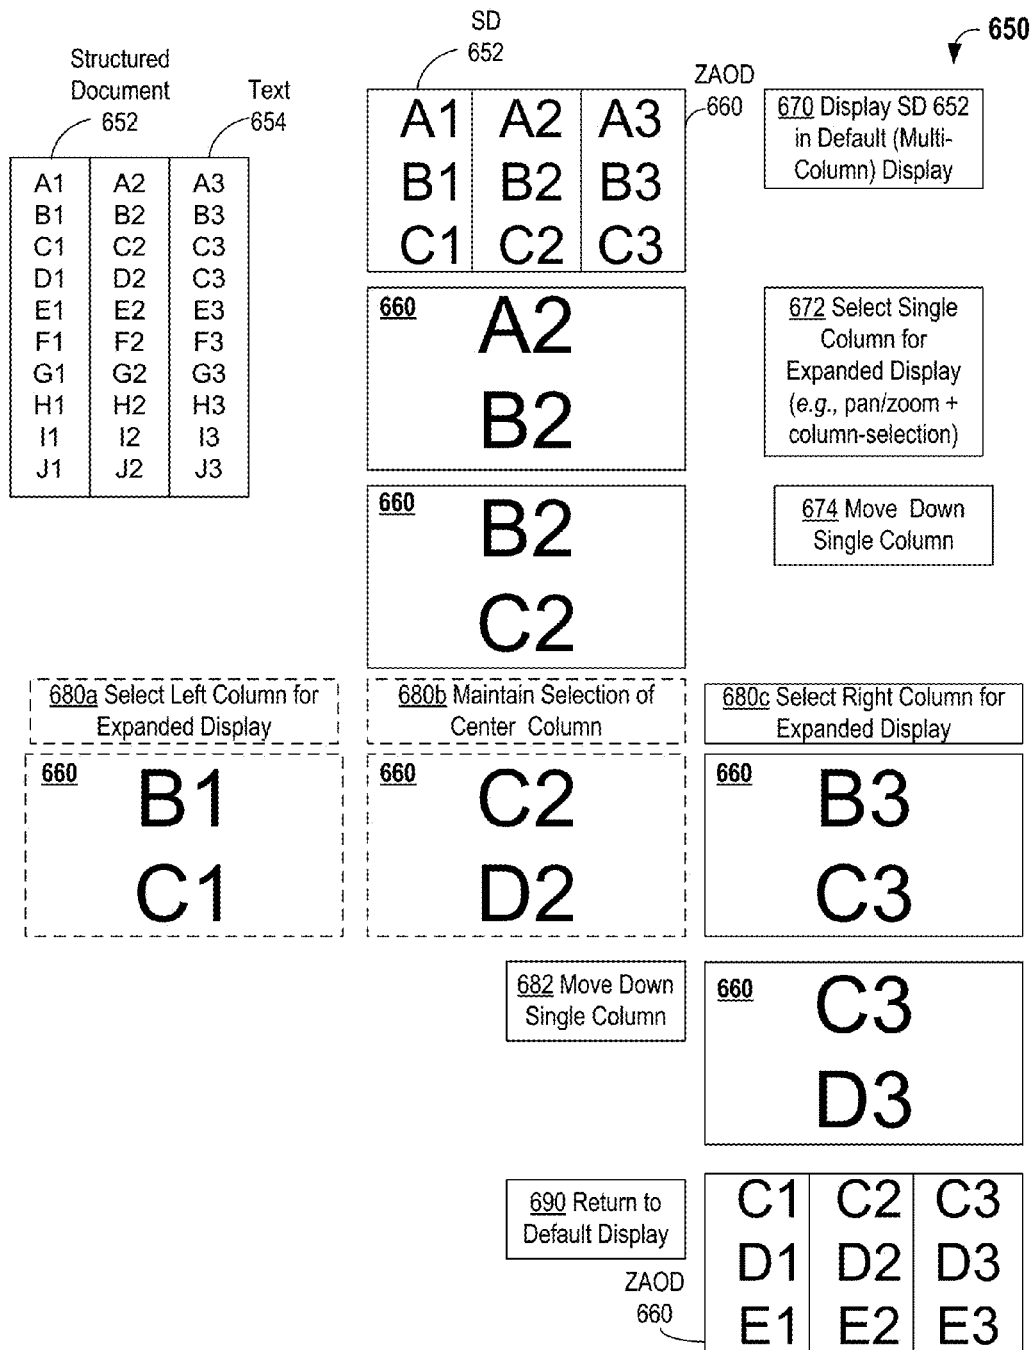 650
SD
652
Structured
Document
652
Text
654
ZAOD
660
A1 A2 A3
B1 B2 B3
C1 C2 C3
D1 D2 C3
E1 E2 E3
F1 F2 F3
G1 G2 G3
H1 H2 H3
I1 I2 I3
J1 J2 J3
A1 A2 A3
B1 B2 B3
C1 C2 C3
670 Display SD 652
in Default (Multi-
Column) Display
660
A2
B2
672 Select Single
Column for
Expanded Display
(e.g., pan/zoom +
column-selection)
660
B2
C2
674 Move Down
Single Column
680a Select Left Column for
Expanded Display
680b Maintain Selection of
Center Column
680c Select Right Column for
Expanded Display
660
B1
C1
660
C2
D2
660
B3
C3
682 Move Down
Single Column
660
C3
D3
690 Return to
Default Display
ZAOD
660
C1 C2 C3
D1 D2 D3
E1 E2 E3